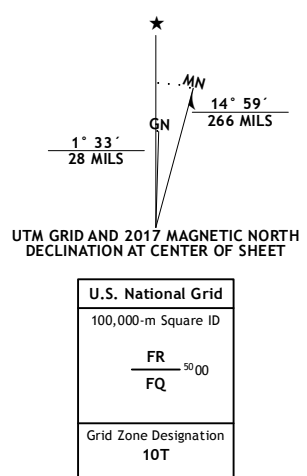 ★
MN
GN
14° 59´
266 MILS
1° 33´
28 MILS
UTM GRID AND 2017 MAGNETIC NORTH
DECLINATION AT CENTER OF SHEET
U.S. National Grid
100,000-m Square ID
FR
5000
FQ
Grid Zone Designation
10T